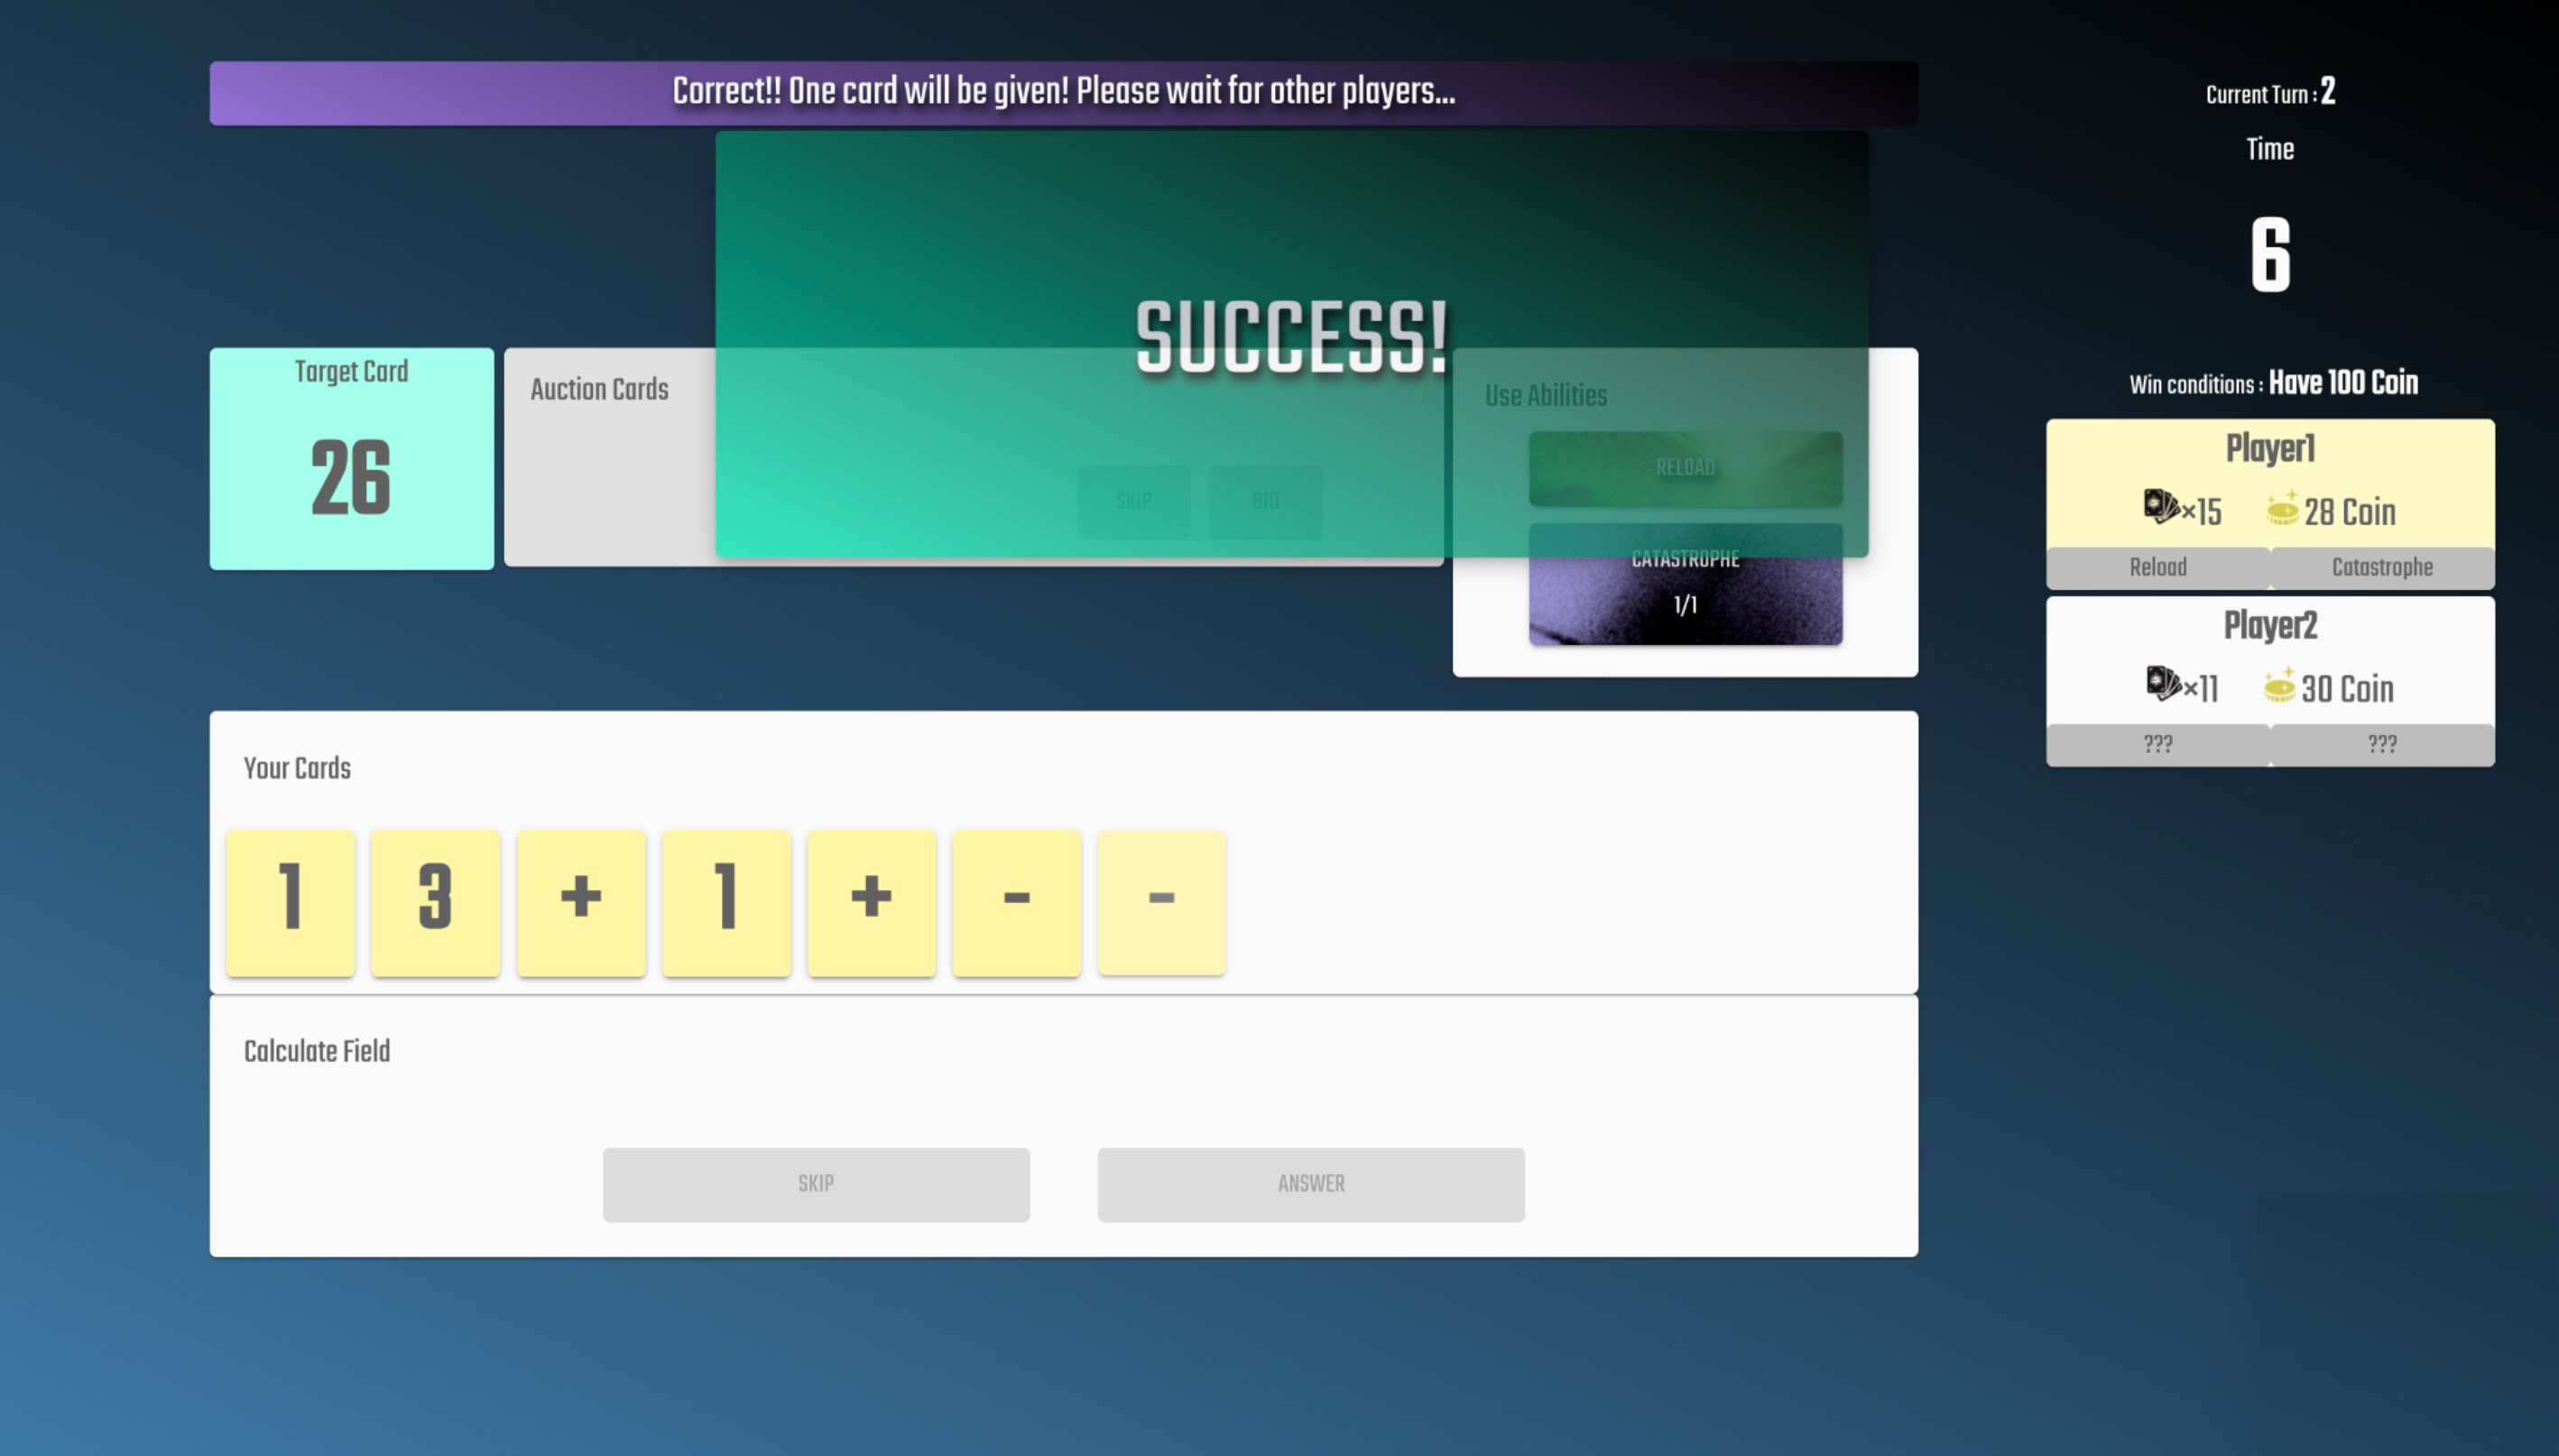 Correct!! One card will be given! Please wait for other players...
Current Turn : 2
Time
6
SUCCESS!
Target Card
26
Auction Cards
SKIP
BID
Use Abilities
RELOAD
CATASTROPHE
1/1
Win conditions : Have 100 Coin
Player1
×15
28 Coin
Reload
Catastrophe
Player2
×11
30 Coin
???
???
Your Cards
1 3 + 1 + - -
Calculate Field
SKIP
ANSWER